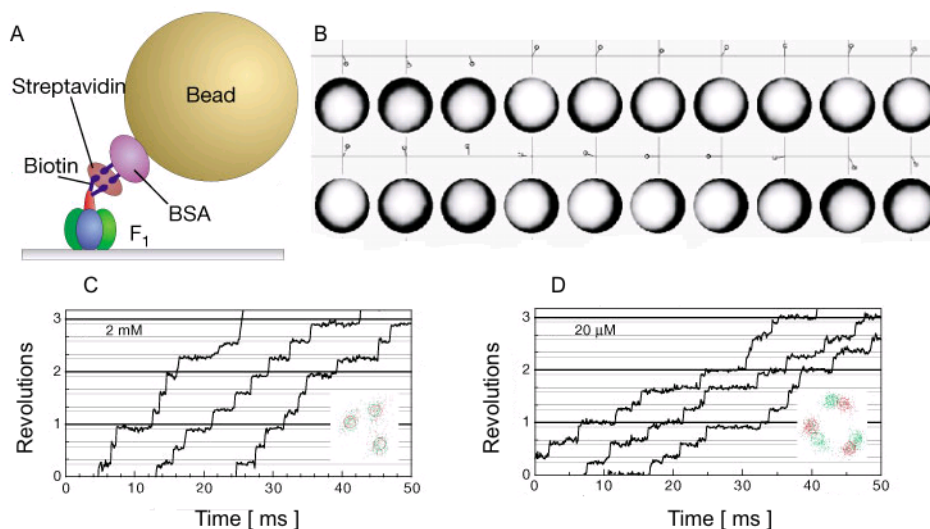 A
Streptavidin
Bead
Biotin
BSA
F1
B
C
3
2 mM
2
1
0
Revolutions
0 10 20 30 40 50
Time [ ms ]
D
3
20 µM
2
1
0
Revolutions
0 10 20 30 40 50
Time [ ms ]